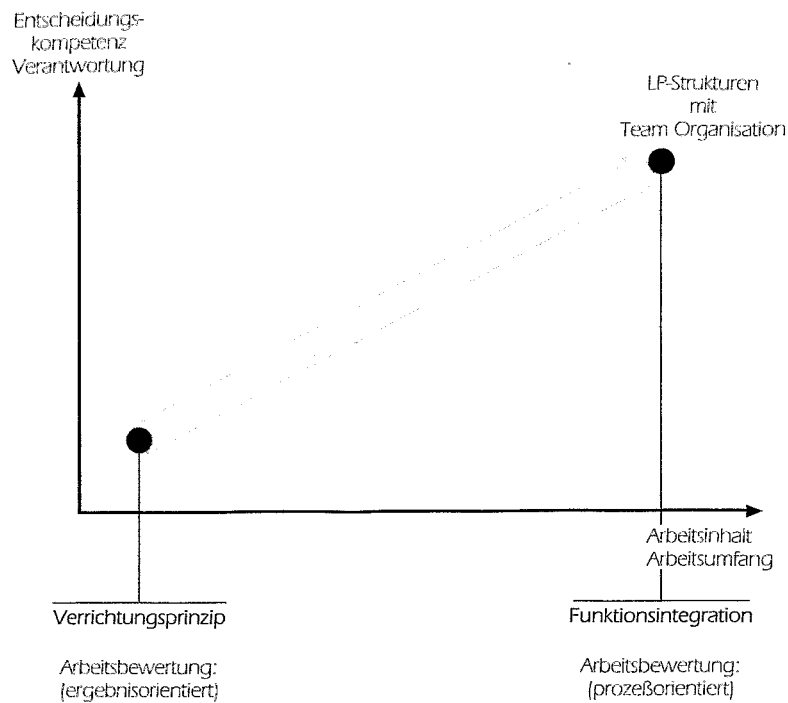 Entscheidungs-
kompetenz
Verantwortung
LP-Strukturen
mit
Team Organisation
Arbeitsinhalt
Arbeitsumfang
Verrichtungsprinzip
Funktionsintegration
Arbeitsbewertung:
(ergebnisorientiert)
Arbeitsbewertung:
(prozeßorientiert)